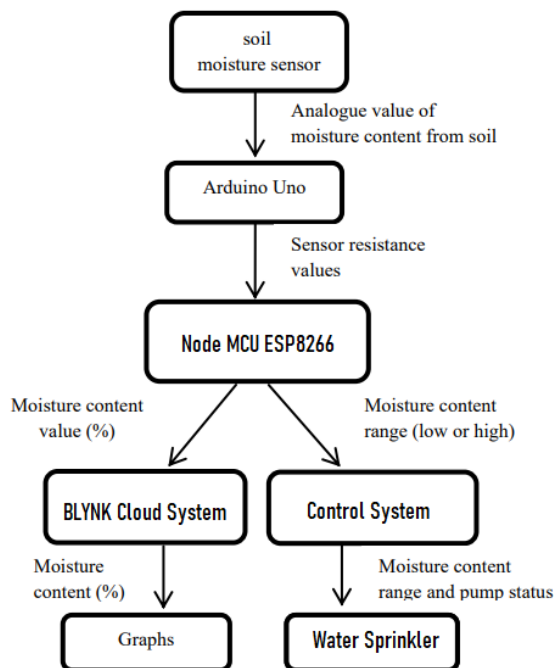 soil
moisture sensor
Analogue value of
moisture content from soil
Arduino Uno
Sensor resistance
values
Node MCU ESP8266
Moisture content
value (%)
Moisture content
range (low or high)
BLYNK Cloud System
Control System
Moisture
content (%)
Moisture content
range and pump status
Graphs
Water Sprinkler